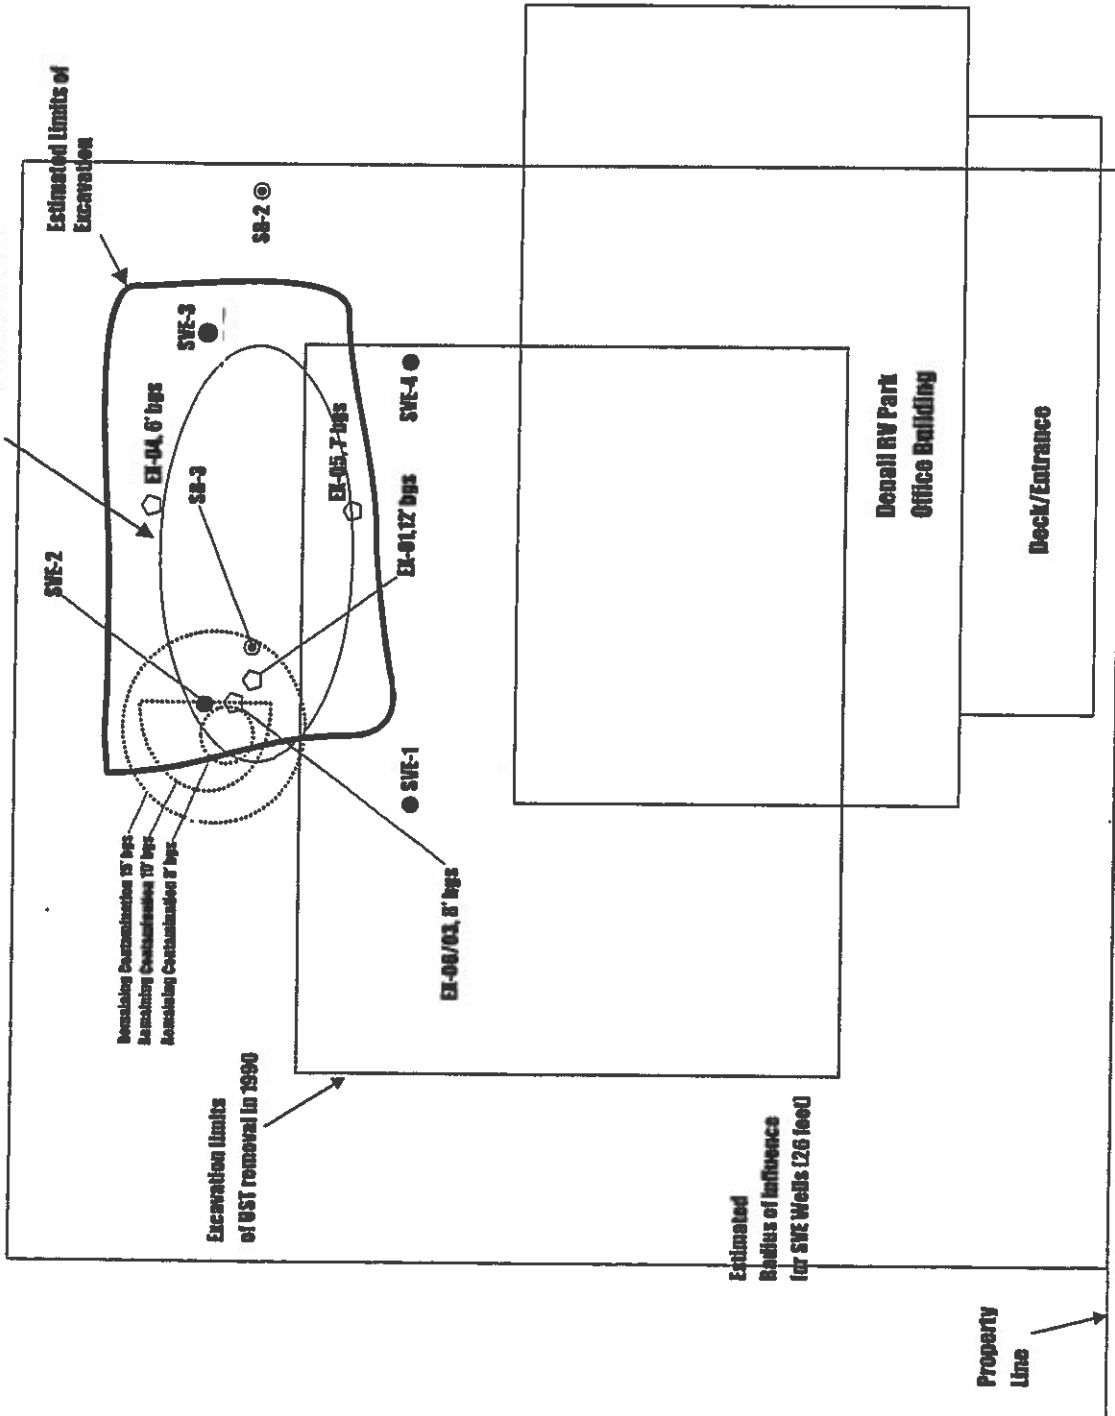 Estimated Limits of
Excavation
SB-2
SVE-3
SVE-4
EX-04, 6' bgs
SB-3
EX-05, 7' bgs
EX-01,12' bgs
SVE-2
SVE-1
EX-06/03, 8' bgs
Remaining Contamination 15' bgs
Remaining Contamination 10' bgs
Remaining Contamination 8' bgs
Excavation limits
of UST removal in 1990
Denali RV Park
Office Building
Deck/Entrance
Estimated
Radius of Influence
for SVE Wells (26 feet)
Property
Line